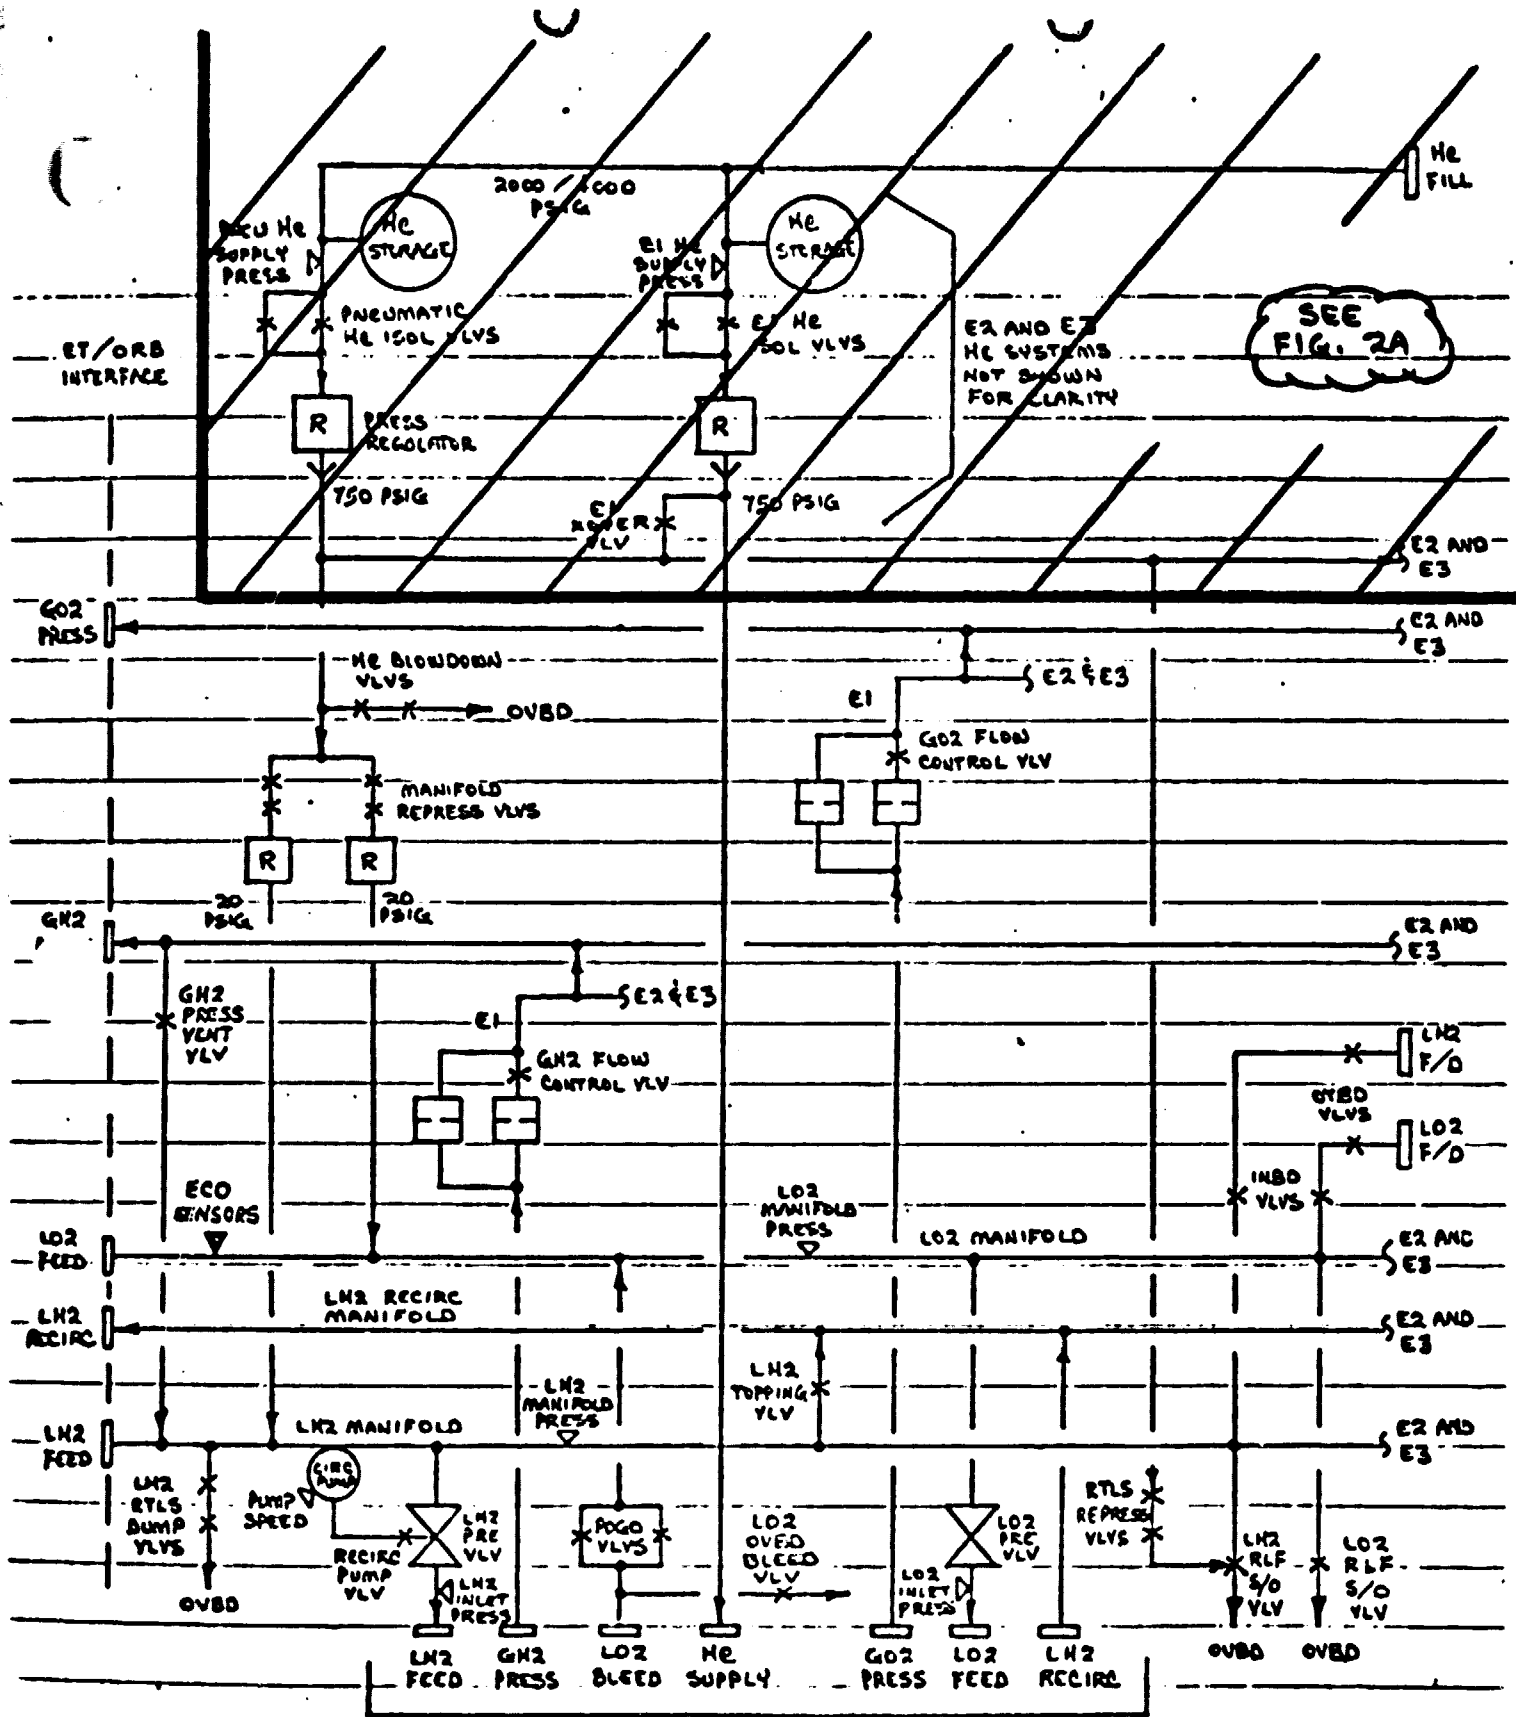 He
FILL
2000 / 4000
PSIG
He
STORAGE
He
STORAGE
He
SUPPLY
PRESS
E1 He
SUPPLY
PRESS
PNEUMATIC
He ISOL VLVS
E1 He
ISOL VLVS
E2 AND E3
He SYSTEMS
NOT SHOWN
FOR CLARITY
SEE
FIG. 2A
ET/ORB
INTERFACE
R
PRESS
REGOLATOR
R
750 PSIG
750 PSIG
E1
XOVER
VLV
E2 AND
E3
GO2
PRESS
E2 AND
E3
He BLOWDOWN
VLVS
OVBD
E2 & E3
E1
GO2 FLOW
CONTROL VLV
MANIFOLD
REPRESS VLVS
R
R
20
PSIG
20
PSIG
GH2
E2 AND
E3
GH2
PRESS
VENT
VLV
E2 & E3
E1
GH2 FLOW
CONTROL VLV
LH2
F/D
OVBD
VLVS
LO2
F/D
INBD
VLVS
ECO
SENSORS
LO2
MANIFOLD
PRESS
LO2 MANIFOLD
LO2
FEED
E2 AND
E3
LH2 RECIRC
MANIFOLD
LH2
RECIRC
E2 AND
E3
LH2
TOPPING
VLV
LH2
MANIFOLD
PRESS
LH2
FEED
LH2 MANIFOLD
E2 AND
E3
LH2
RTLS
DUMP
VLVS
OVBD
CIRC
PUMP
PUMP
SPEED
RECIRC
PUMP
VLV
LH2
PRE
VLV
LH2
INLET
PRESS
POGO
VLVS
LO2
OVBD
BLEED
VLV
LO2
PRE
VLV
LO2
INLET
PRESS
RTLS
REPRESS
VLVS
LH2
RLF
S/O
VLV
LO2
RLF
S/O
VLV
OVBD
OVBD
LH2
FEED
GH2
PRESS
LO2
BLEED
He
SUPPLY
GO2
PRESS
LO2
FEED
LH2
RECIRC